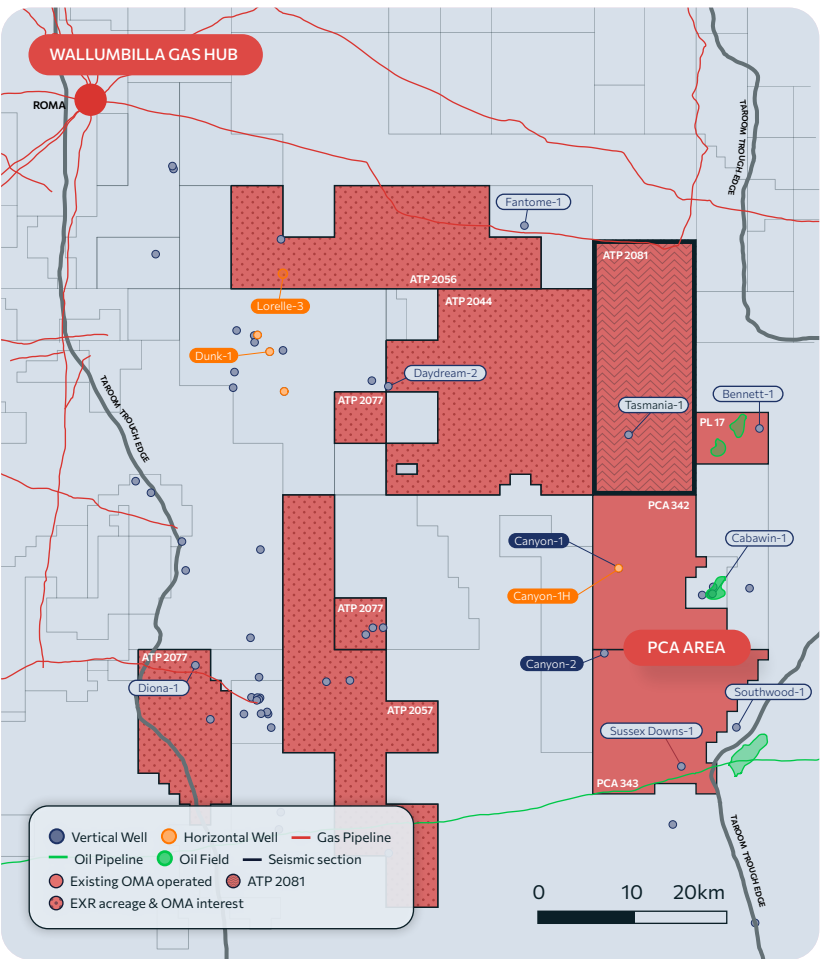 WALLUMBILLA GAS HUB
ROMA
TAROOM TROUGH EDGE
Fantome-1
ATP 2081
ATP 2056
ATP 2044
Lorelle-3
Dunk-1
Daydream-2
TAROOM TROUGH EDGE
ATP 2077
Tasmania-1
Bennett-1
PL 17
PCA 342
Canyon-1
Cabawin-1
Canyon-1H
ATP 2077
PCA AREA
ATP 2077
Canyon-2
Diona-1
Southwood-1
ATP 2057
Sussex Downs-1
PCA 343
TAROOM TROUGH EDGE
Vertical Well
Horizontal Well
Gas Pipeline
Oil Pipeline
Oil Field
Seismic section
Existing OMA operated
ATP 2081
EXR acreage & OMA interest
0 10 20km